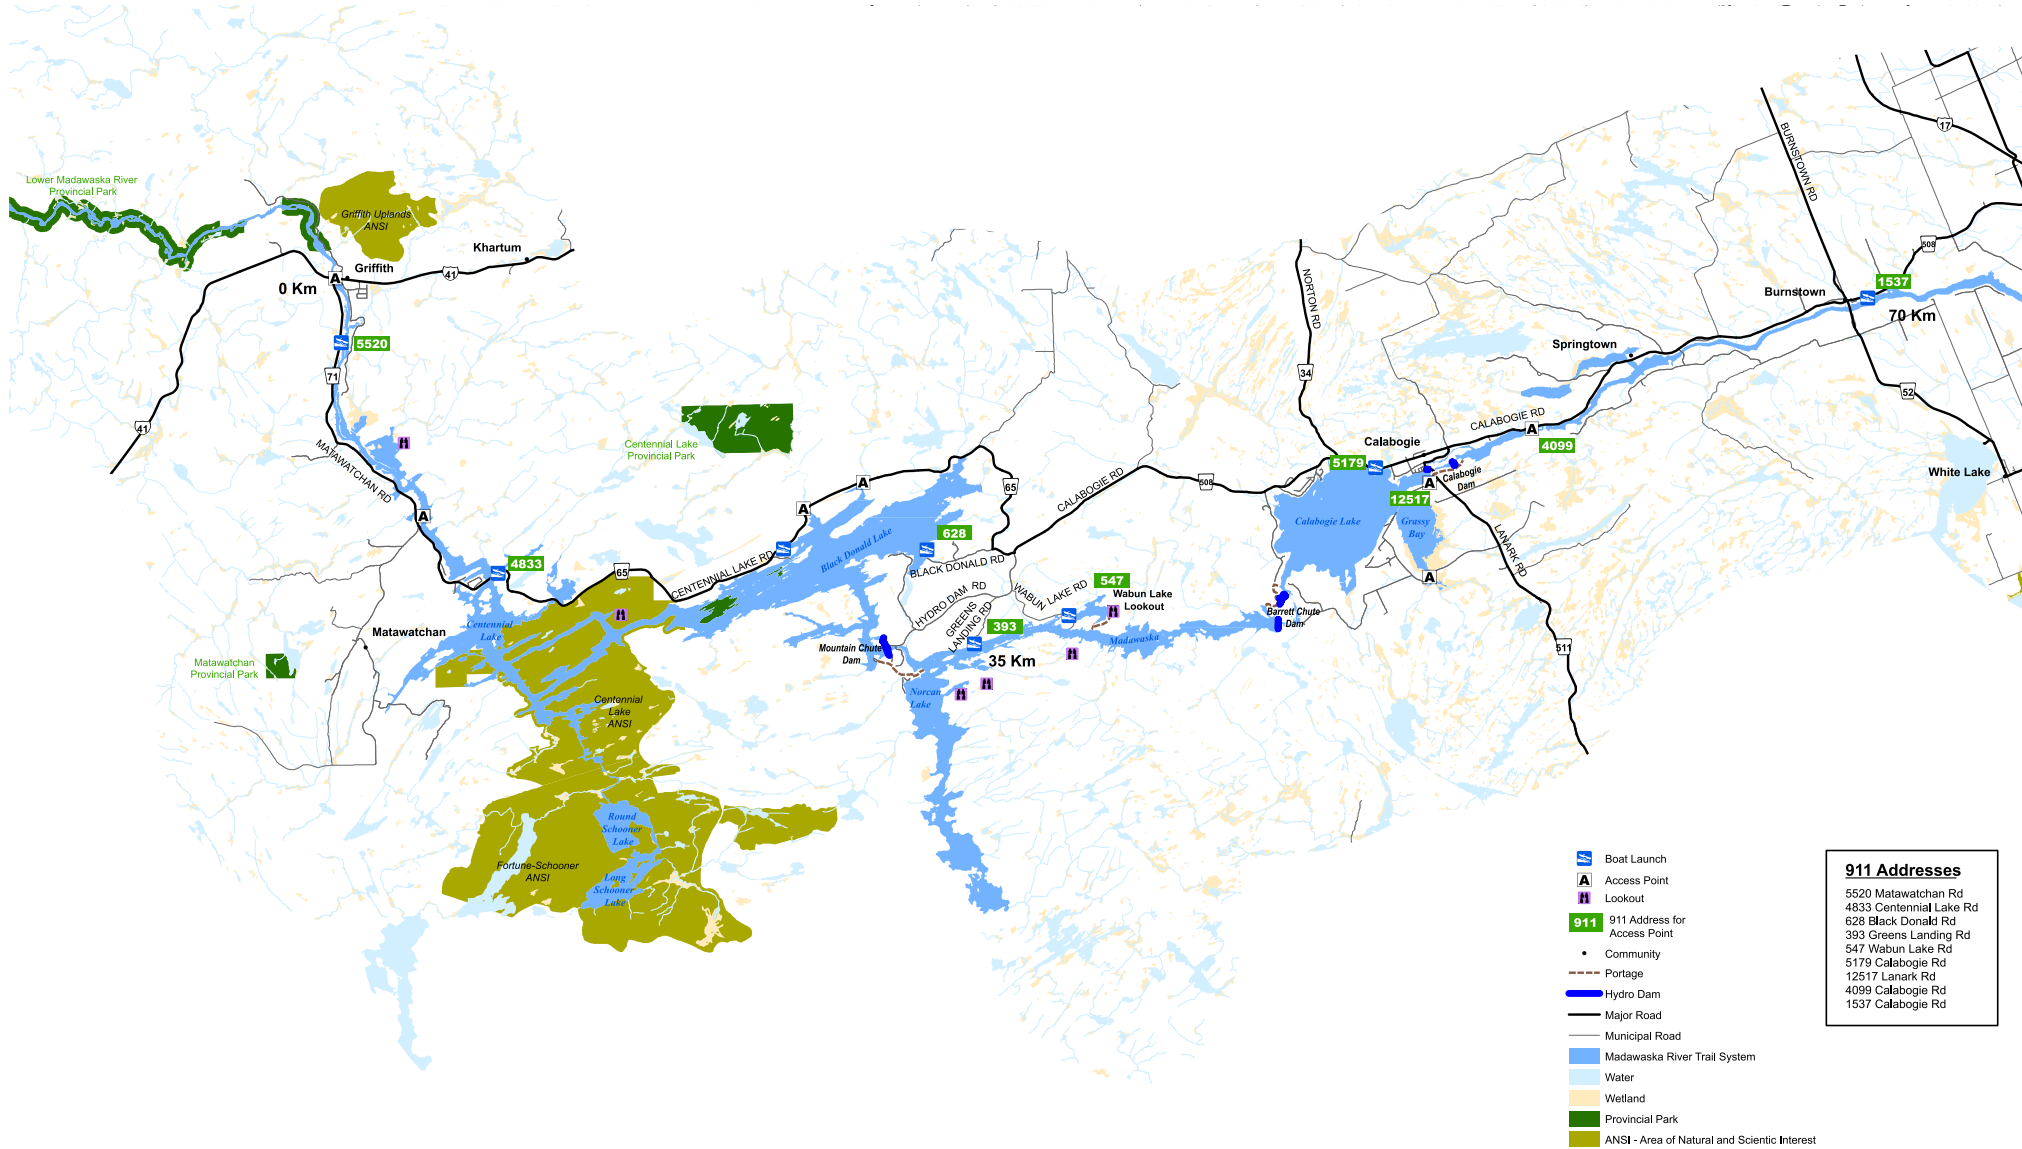 Lower Madawaska River
Provincial Park
Griffith Uplands
ANSI
Khartum
Griffith
0 Km
41
5520
71
41
MATAWATCHAN RD
Centennial Lake
Provincial Park
4833
65
CENTENNIAL LAKE RD
Black Donald Lake
628
BLACK DONALD RD
65
CALABOGIE RD
508
HYDRO DAM RD
GREENS
LANDING RD
WABUN LAKE RD
547
Wabun Lake
Lookout
393
35 Km
Madawaska
Mountain Chute
Dam
Norcan
Lake
Centennial
Lake
Matawatchan
Matawatchan
Provincial Park
Centennial
Lake
ANSI
Round
Schooner
Lake
Fortune-Schooner
ANSI
Long
Schooner
Lake
NORTON RD
34
Calabogie
5179
12517
Calabogie
Dam
Calabogie Lake
Grassy
Bay
Barrett Chute
Dam
LANARK RD
511
CALABOGIE RD
4099
Springtown
Burnstown
BURNSTOWN RD
17
508
1537
70 Km
52
White Lake
Boat Launch
A Access Point
Lookout
911 911 Address for
Access Point
Community
Portage
Hydro Dam
Major Road
Municipal Road
Madawaska River Trail System
Water
Wetland
Provincial Park
ANSI - Area of Natural and Scientic Interest
911 Addresses
5520 Matawatchan Rd
4833 Centennial Lake Rd
628 Black Donald Rd
393 Greens Landing Rd
547 Wabun Lake Rd
5179 Calabogie Rd
12517 Lanark Rd
4099 Calabogie Rd
1537 Calabogie Rd